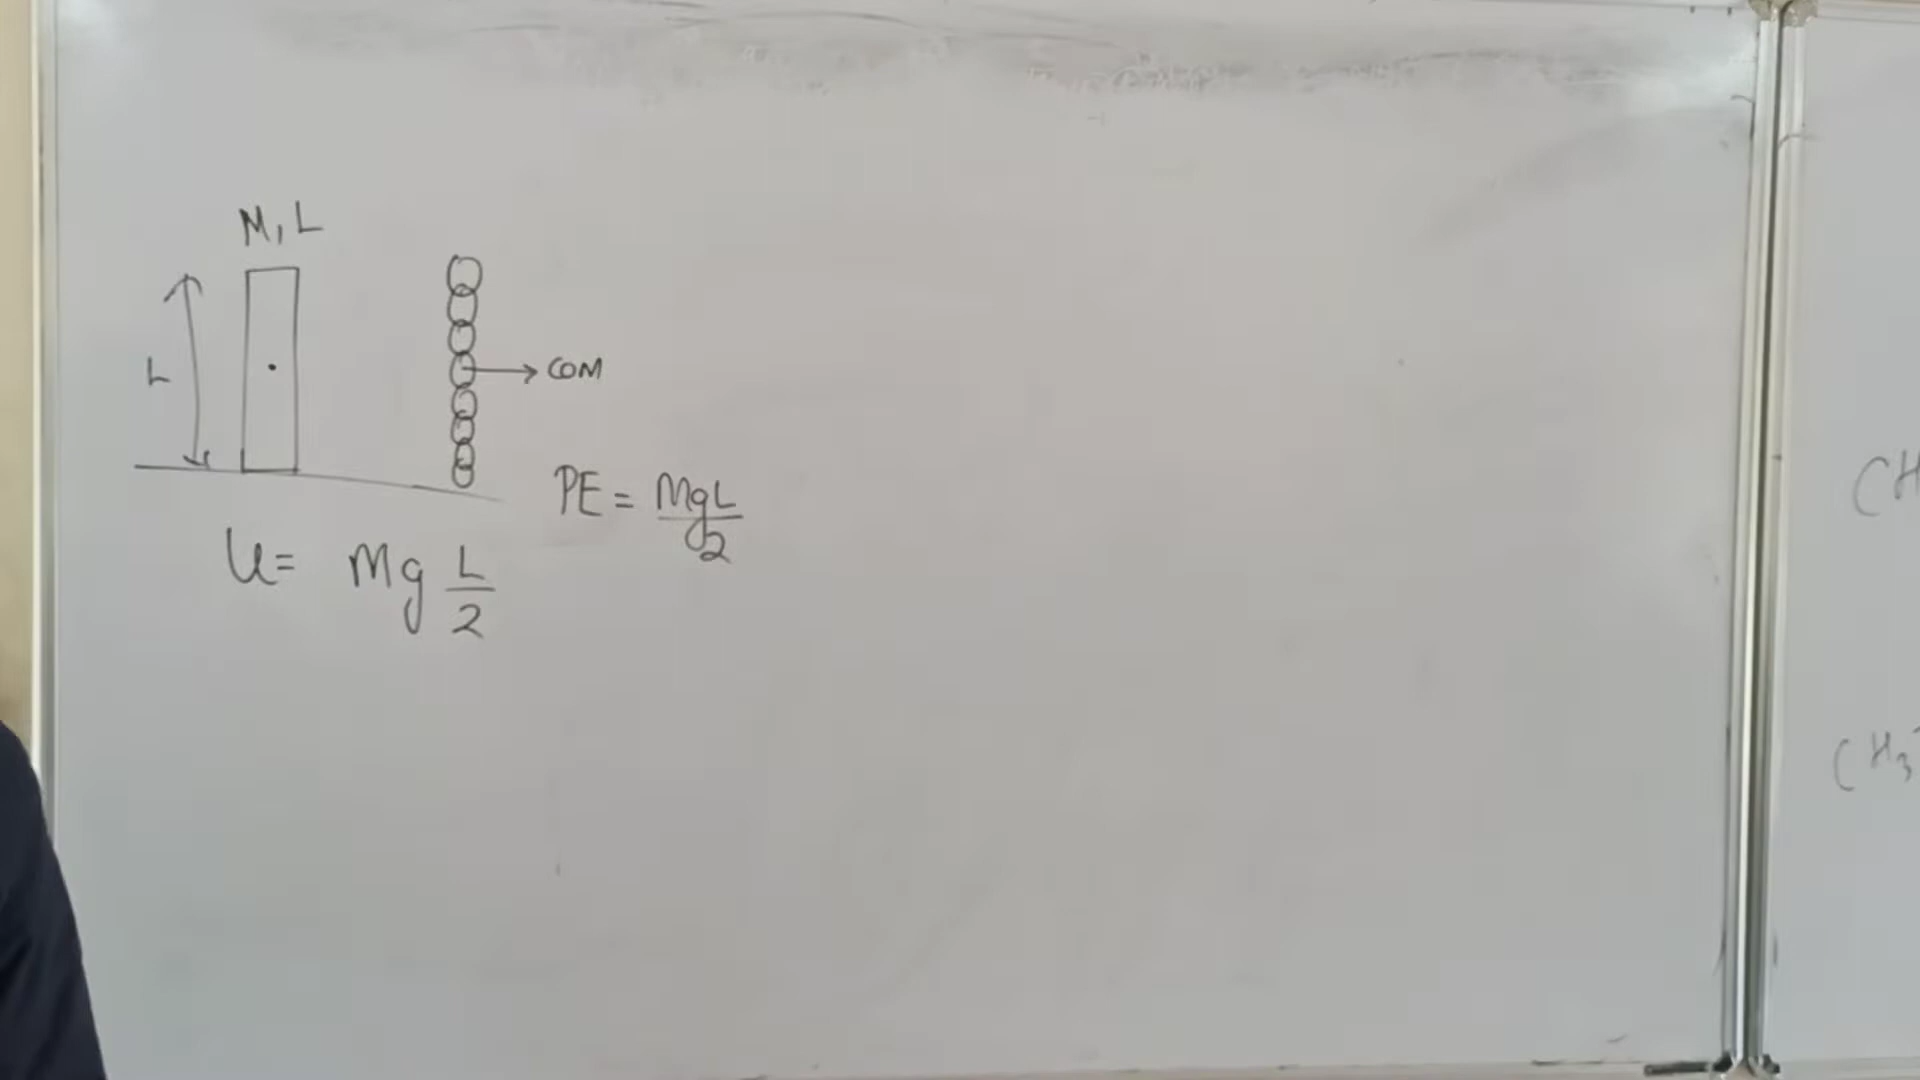 M, L
L
COM
PE = MgL/2
U = Mg L/2
CH
CH₃